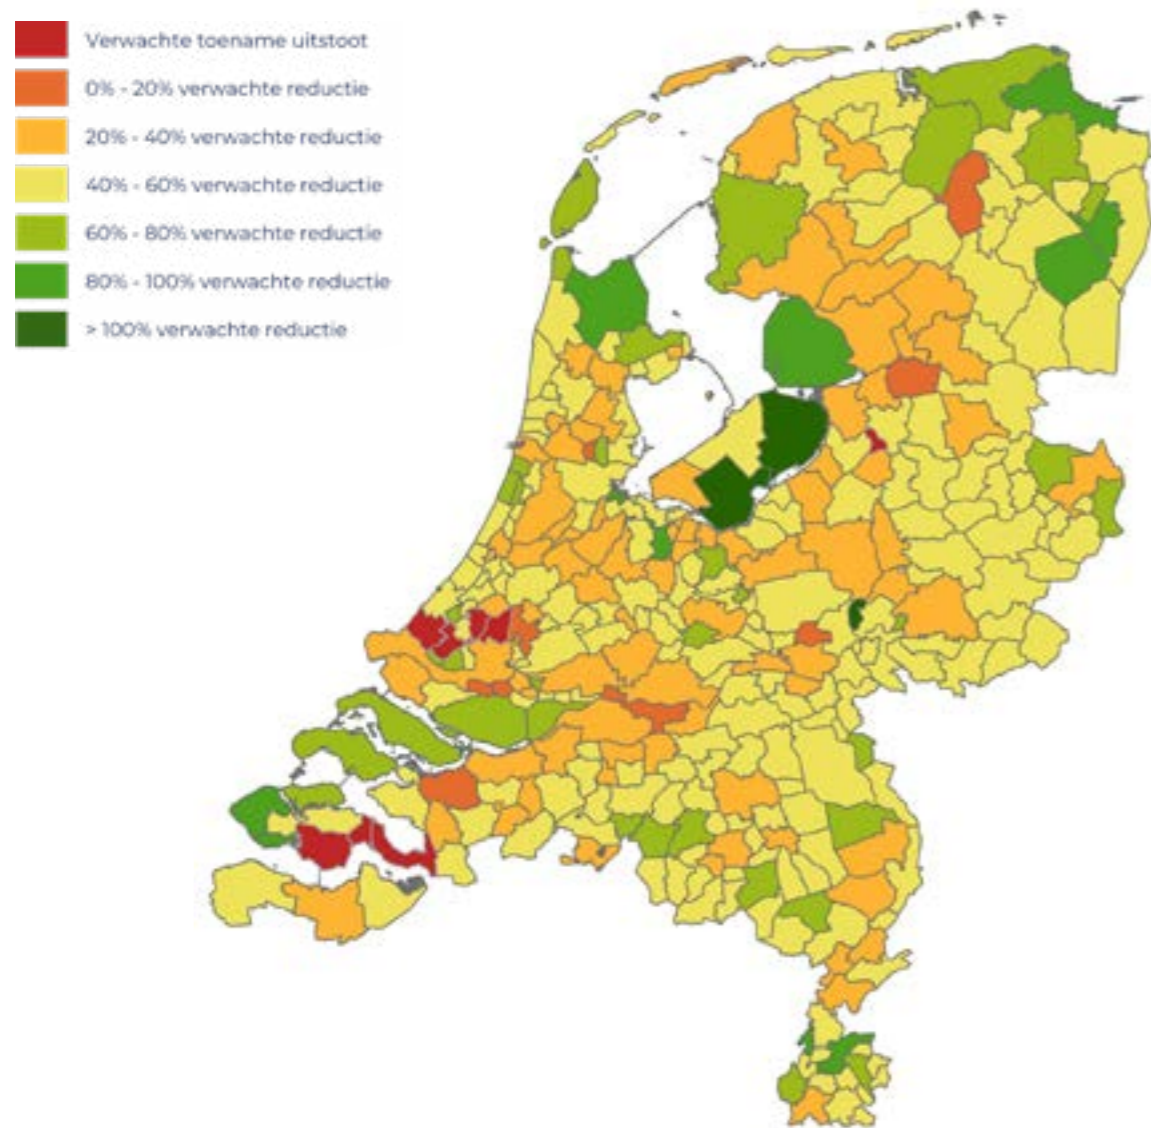 Verwachte toename uitstoot
0% - 20% verwachte reductie
20% - 40% verwachte reductie
40% - 60% verwachte reductie
60% - 80% verwachte reductie
80% - 100% verwachte reductie
> 100% verwachte reductie